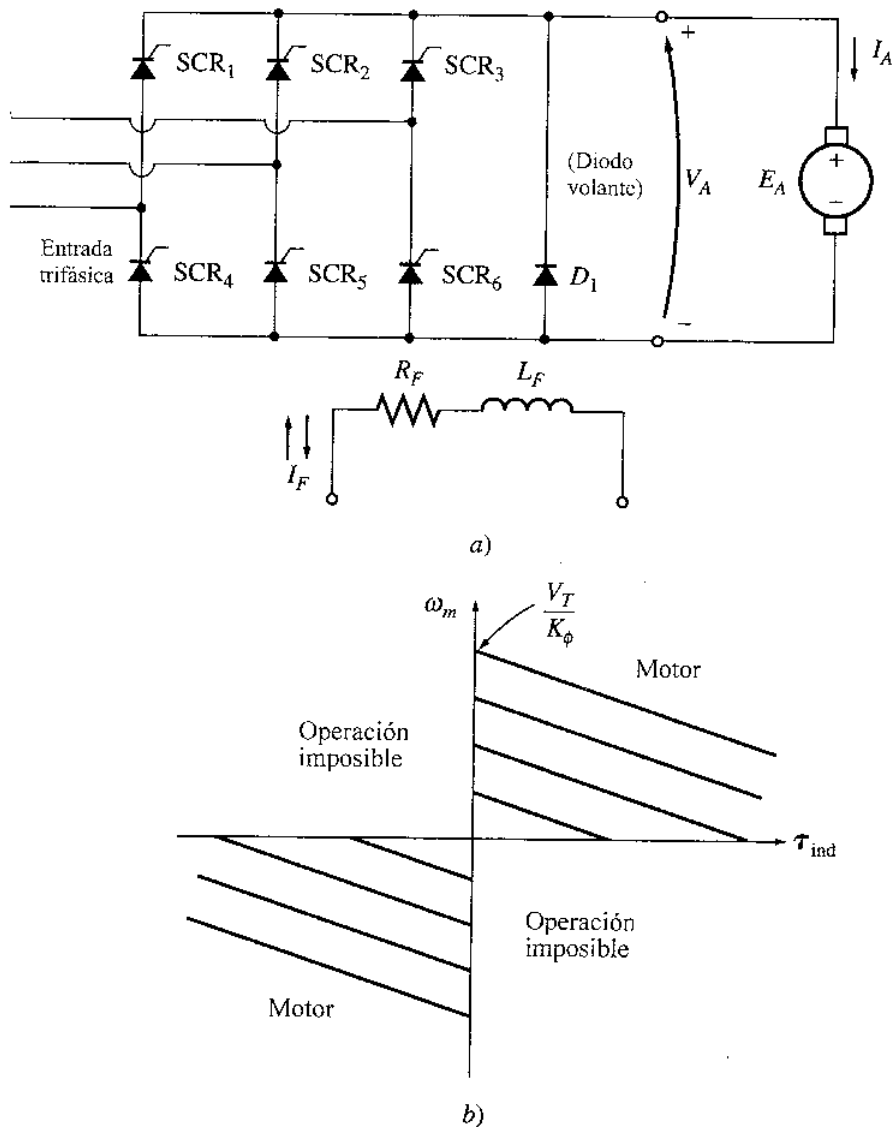 SCR1 SCR2 SCR3
+ IA
(Diodo
volante) VA EA
+
−
Entrada
trifásica
SCR4 SCR5 SCR6 D1
−
RF LF
IF
a)
ωm
VT
Kϕ
Motor
Operación
imposible
τind
Operación
imposible
Motor
b)